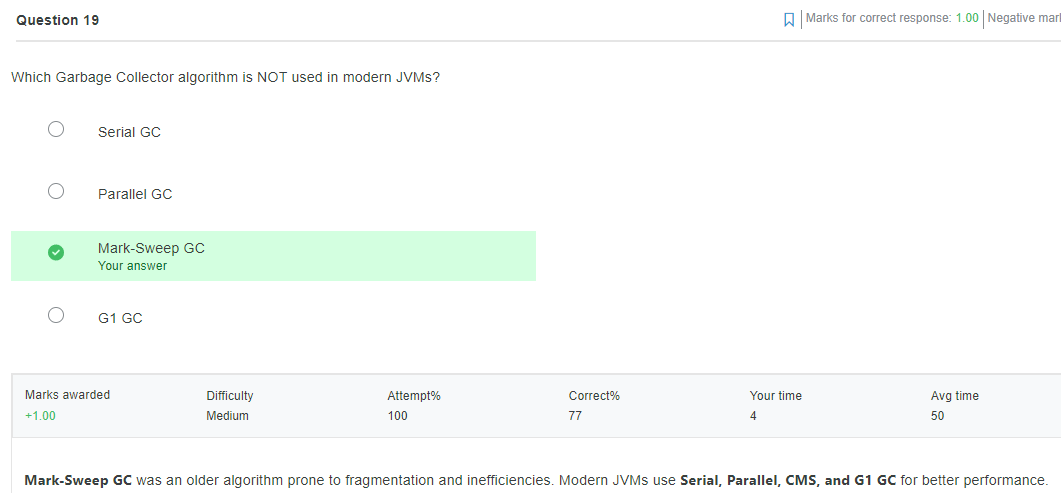 Question 19
Marks for correct response: 1.00 Negative mar
Which Garbage Collector algorithm is NOT used in modern JVMs?
Serial GC
Parallel GC
Mark-Sweep GC
Your answer
G1 GC
Marks awarded Difficulty Attempt% Correct% Your time Avg time
+1.00 Medium 100 77 4 50
Mark-Sweep GC was an older algorithm prone to fragmentation and inefficiencies. Modern JVMs use Serial, Parallel, CMS, and G1 GC for better performance.